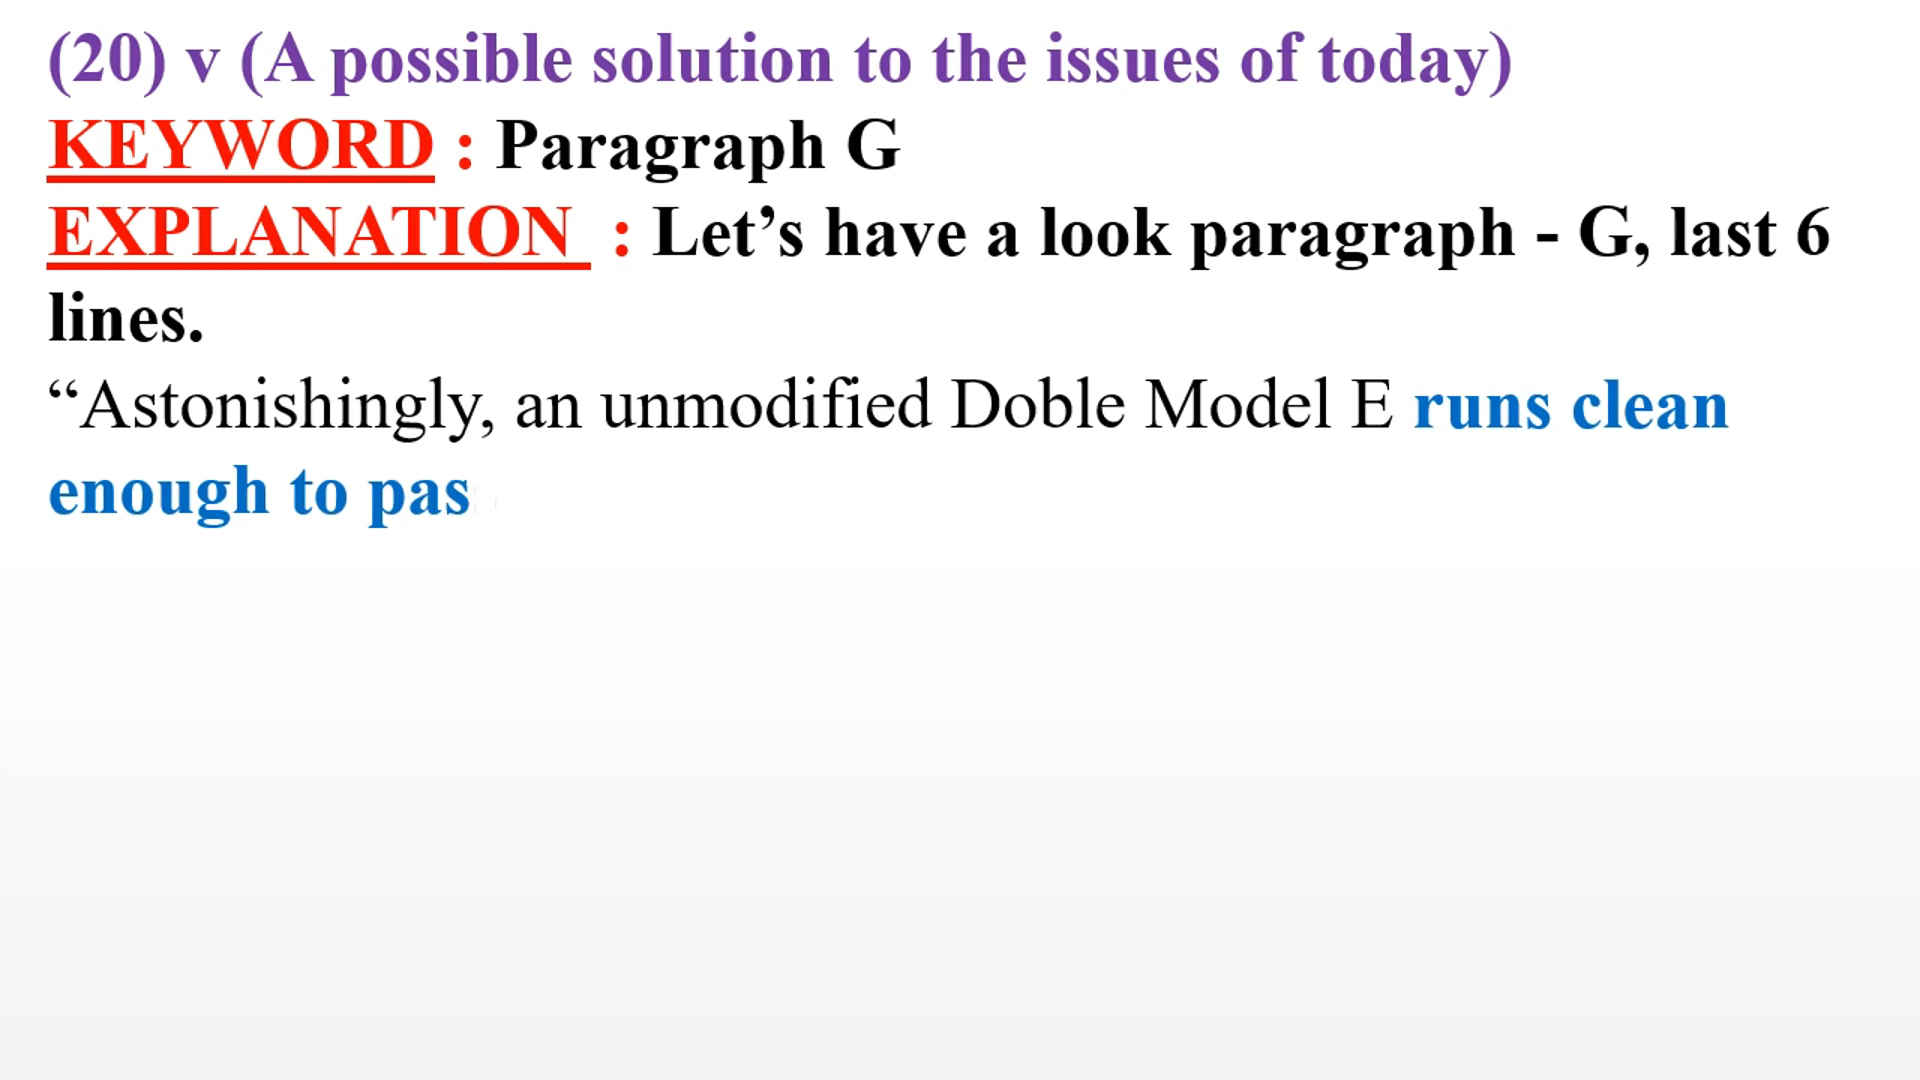 (20) v (A possible solution to the issues of today)
KEYWORD : Paragraph G
EXPLANATION : Let’s have a look paragraph - G, last 6
lines.
“Astonishingly, an unmodified Doble Model E runs clean
enough to pas